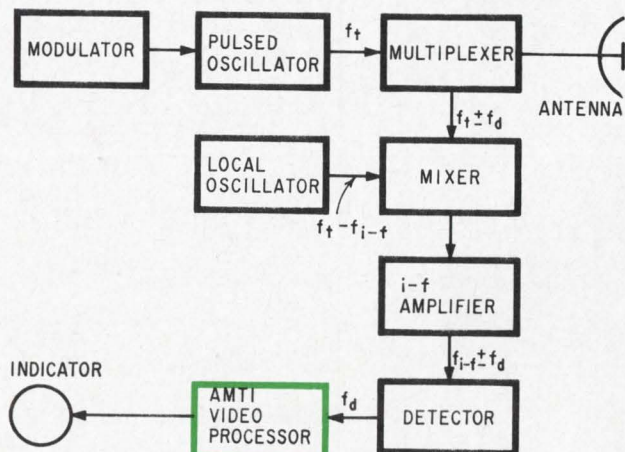 MODULATOR
PULSED
OSCILLATOR
f_t
MULTIPLEXER
ANTENNA
f_t ± f_d
LOCAL
OSCILLATOR
MIXER
f_t - f_i-f
i-f
AMPLIFIER
f_i-f ± f_d
INDICATOR
AMTI
VIDEO
PROCESSOR
f_d
DETECTOR